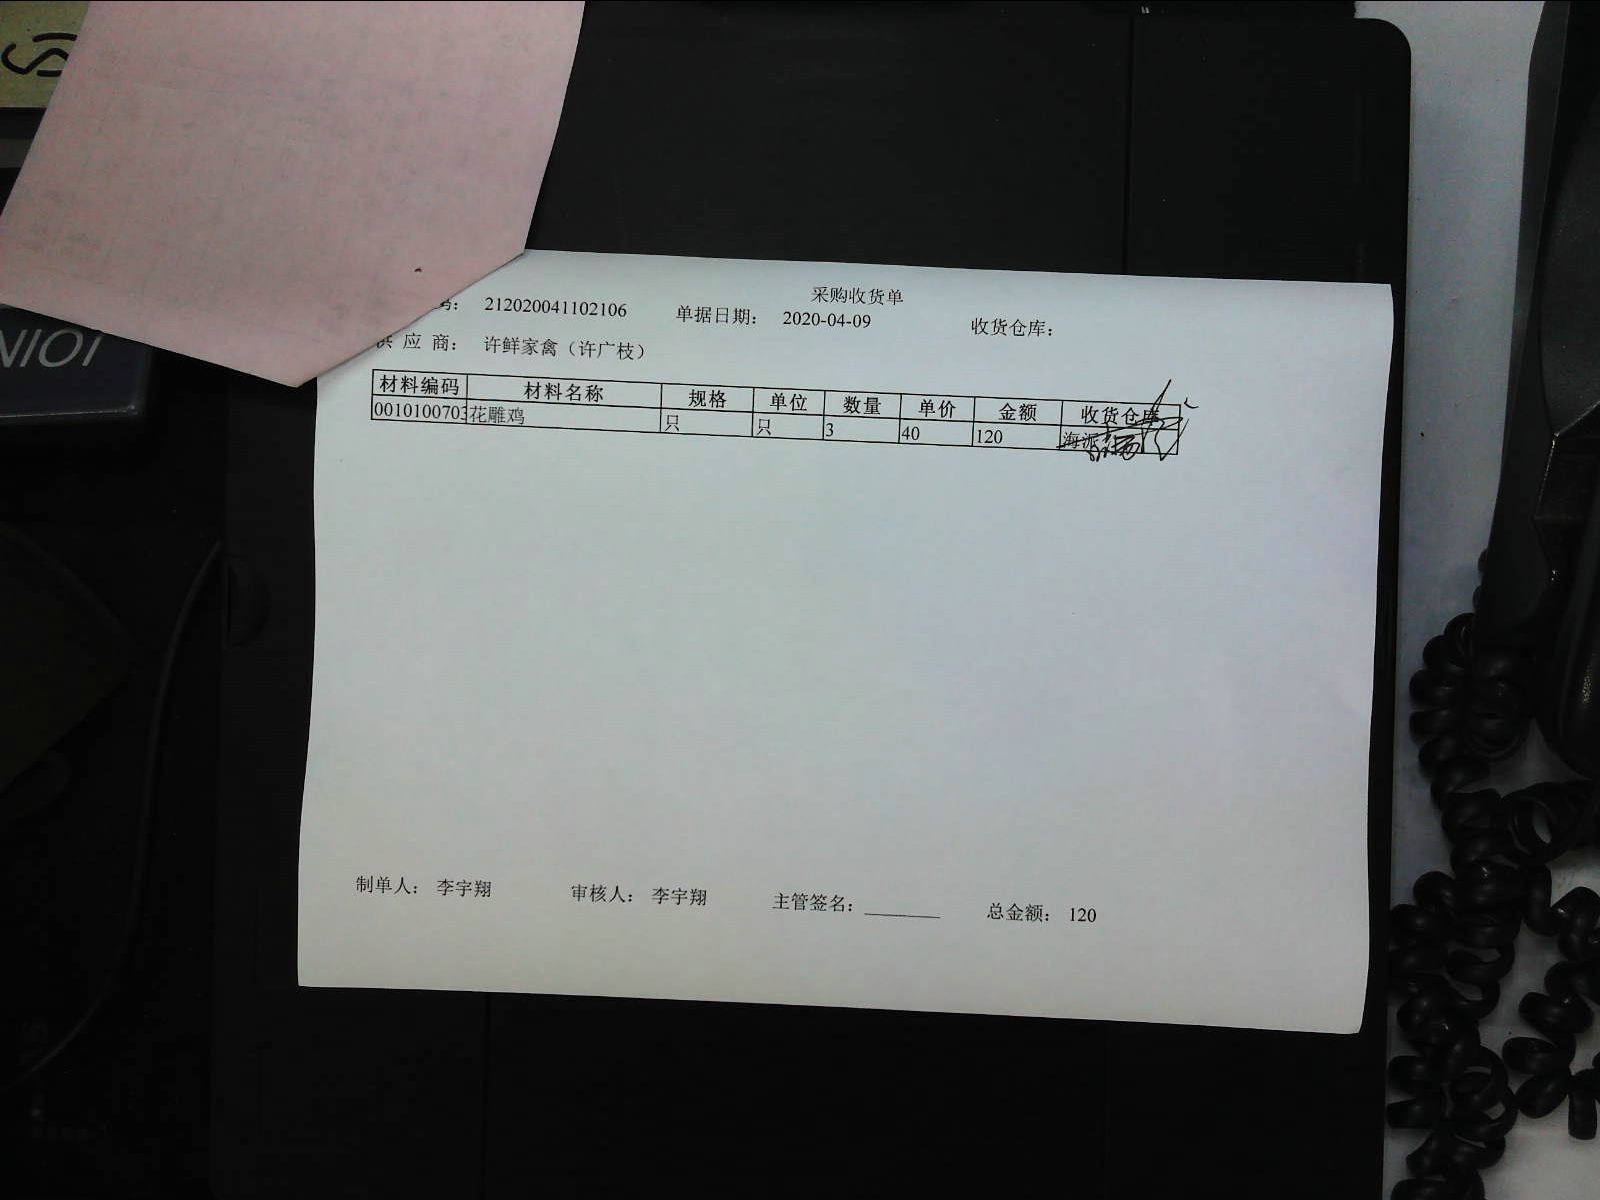 采购收货单
码： 212020041102106 单据日期： 2020-04-09 收货仓库：
供 应 商： 许鲜家禽（许广枝）
材料编码 材料名称 规格 单位 数量 单价 金额 收货仓库
0010100703 花雕鸡 只 只 3 40 120 海派
制单人： 李宇翔 审核人： 李宇翔 主管签名： 总金额： 120